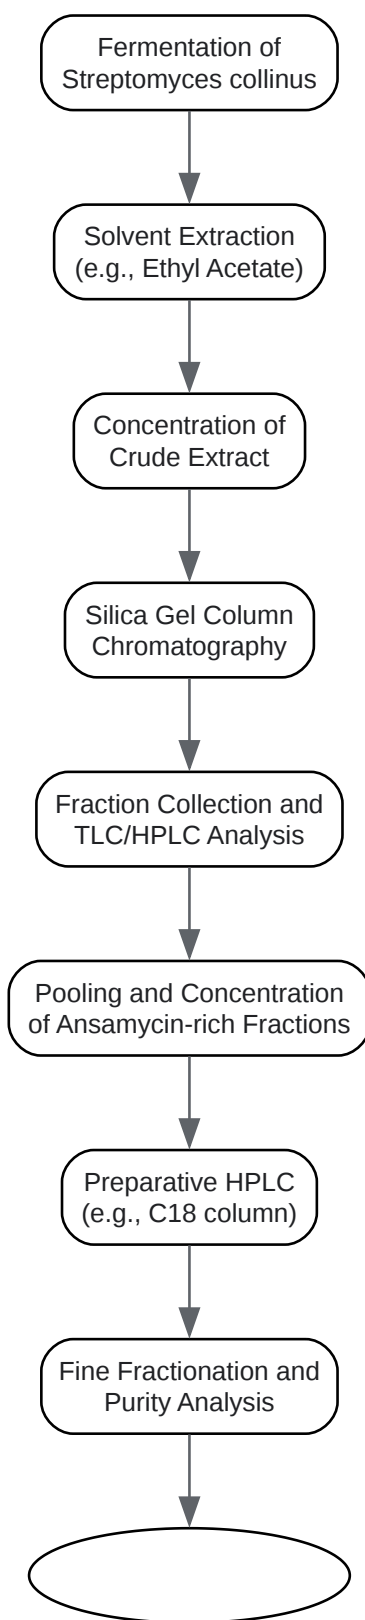 Fermentation of
Streptomyces collinus
Solvent Extraction
(e.g., Ethyl Acetate)
Concentration of
Crude Extract
Silica Gel Column
Chromatography
Fraction Collection and
TLC/HPLC Analysis
Pooling and Concentration
of Ansamycin-rich Fractions
Preparative HPLC
(e.g., C18 column)
Fine Fractionation and
Purity Analysis